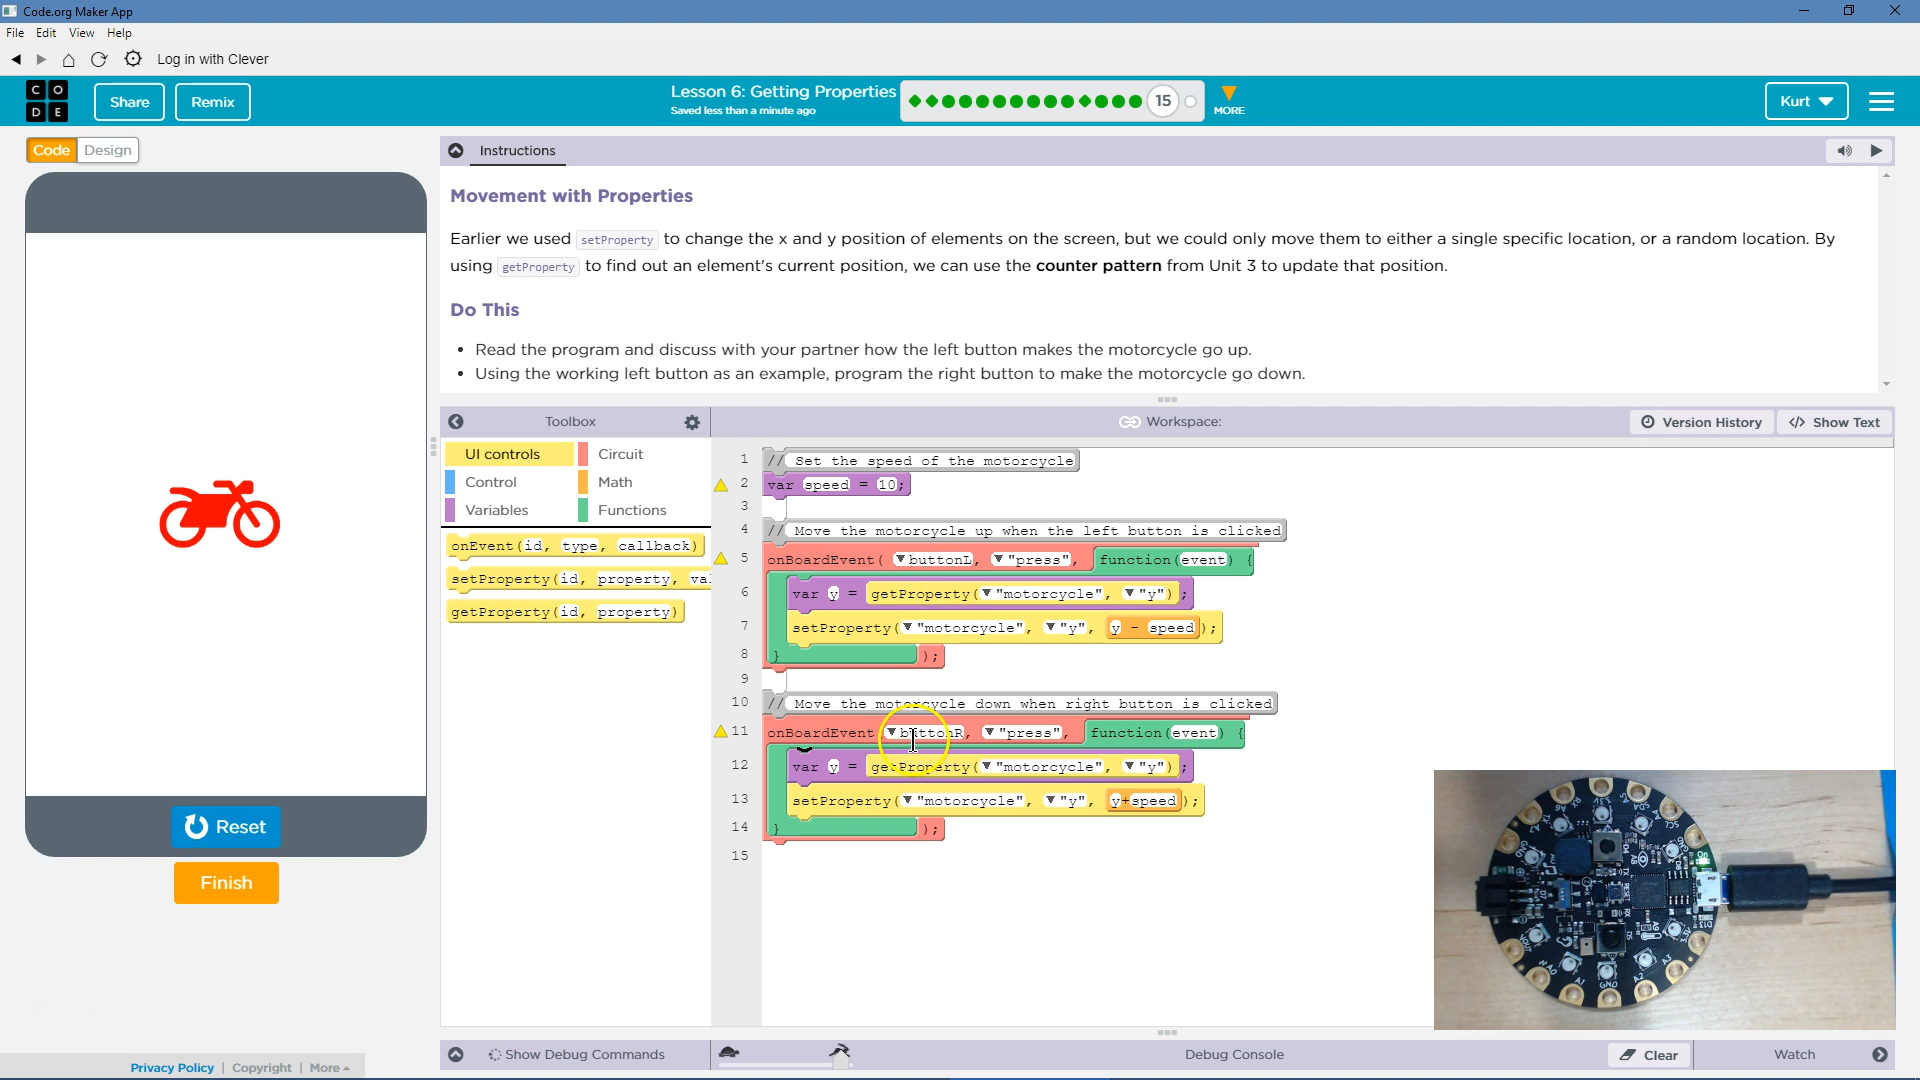 Code.org Maker App
File Edit View Help
Log in with Clever
C O
D E
Share
Remix
Lesson 6: Getting Properties
Saved less than a minute ago
15
MORE
Kurt
Code
Design
Instructions
Movement with Properties
Earlier we used setProperty to change the x and y position of elements on the screen, but we could only move them to either a single specific location, or a random location. By
using getProperty to find out an element's current position, we can use the counter pattern from Unit 3 to update that position.
Do This
• Read the program and discuss with your partner how the left button makes the motorcycle go up.
• Using the working left button as an example, program the right button to make the motorcycle go down.
Toolbox
Workspace:
Version History
</> Show Text
UI controls
Circuit
Control
Math
Variables
Functions
onEvent(id, type, callback)
setProperty(id, property, val
getProperty(id, property)
1 // Set the speed of the motorcycle
2 var speed = 10;
3
4 // Move the motorcycle up when the left button is clicked
5 onBoardEvent( ▼buttonL, ▼"press", function(event) {
6 var y = getProperty(▼"motorcycle", ▼"y") ;
7 setProperty(▼"motorcycle", ▼"y", y - speed);
8 } );
9
10 // Move the motorcycle down when right button is clicked
11 onBoardEvent ▼buttonR, ▼"press", function(event) {
12 var y = getProperty(▼"motorcycle", ▼"y") ;
13 setProperty(▼"motorcycle", ▼"y", y+speed);
14 } );
15
Reset
Finish
Show Debug Commands
Debug Console
Clear
Watch
Privacy Policy | Copyright | More